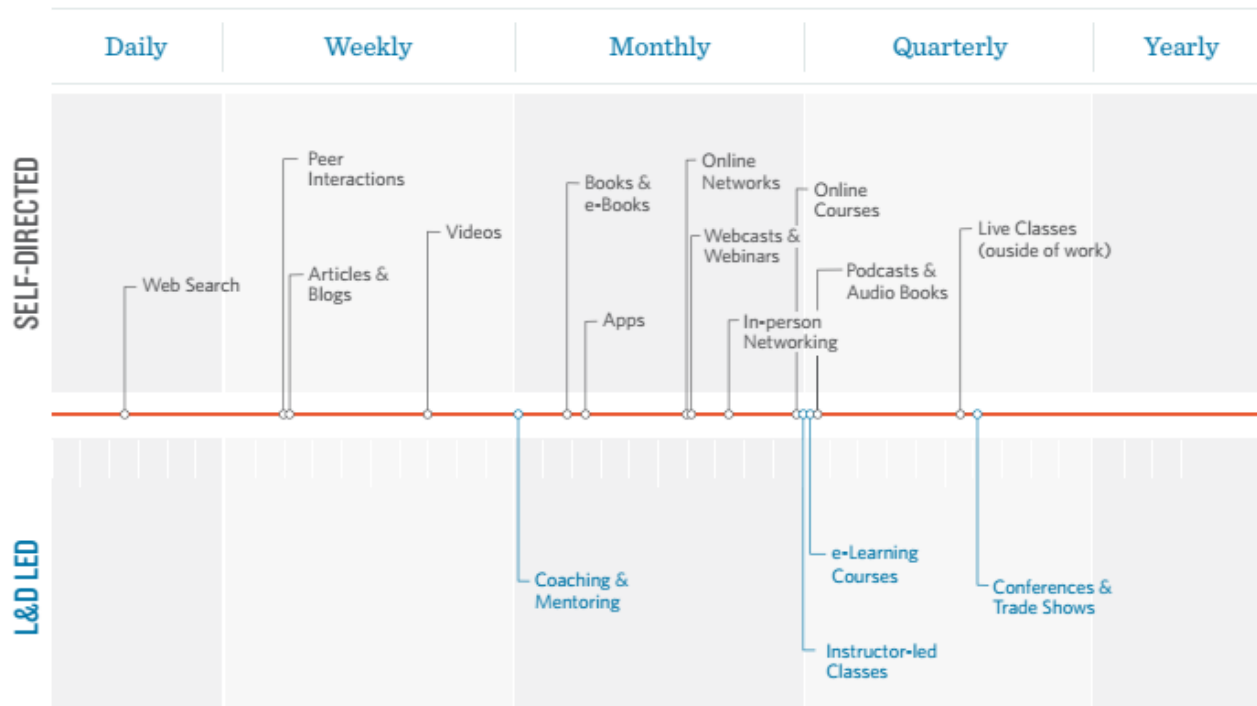 Daily
Weekly
Monthly
Quarterly
Yearly
SELF-DIRECTED
Peer
Interactions
Online
Networks
Books &
e-Books
Online
Courses
Videos
Webcasts &
Webinars
Live Classes
(ouside of work)
Web Search
Articles &
Blogs
Podcasts &
Audio Books
Apps
In-person
Networking
L&D LED
e-Learning
Courses
Coaching &
Mentoring
Conferences &
Trade Shows
Instructor-led
Classes